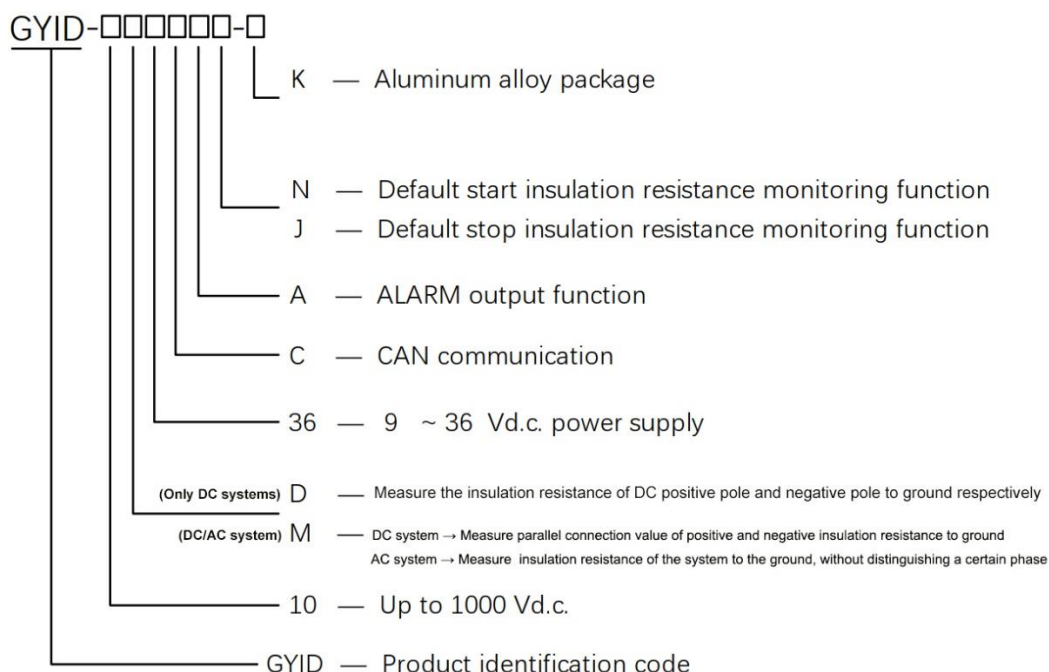 GYID-□□□□□□-□
K — Aluminum alloy package
N — Default start insulation resistance monitoring function
J — Default stop insulation resistance monitoring function
A — ALARM output function
C — CAN communication
36 — 9 ~ 36 Vd.c. power supply
(Only DC systems) D — Measure the insulation resistance of DC positive pole and negative pole to ground respectively
(DC/AC system) M — DC system → Measure parallel connection value of positive and negative insulation resistance to ground
AC system → Measure insulation resistance of the system to the ground, without distinguishing a certain phase
10 — Up to 1000 Vd.c.
GYID — Product identification code